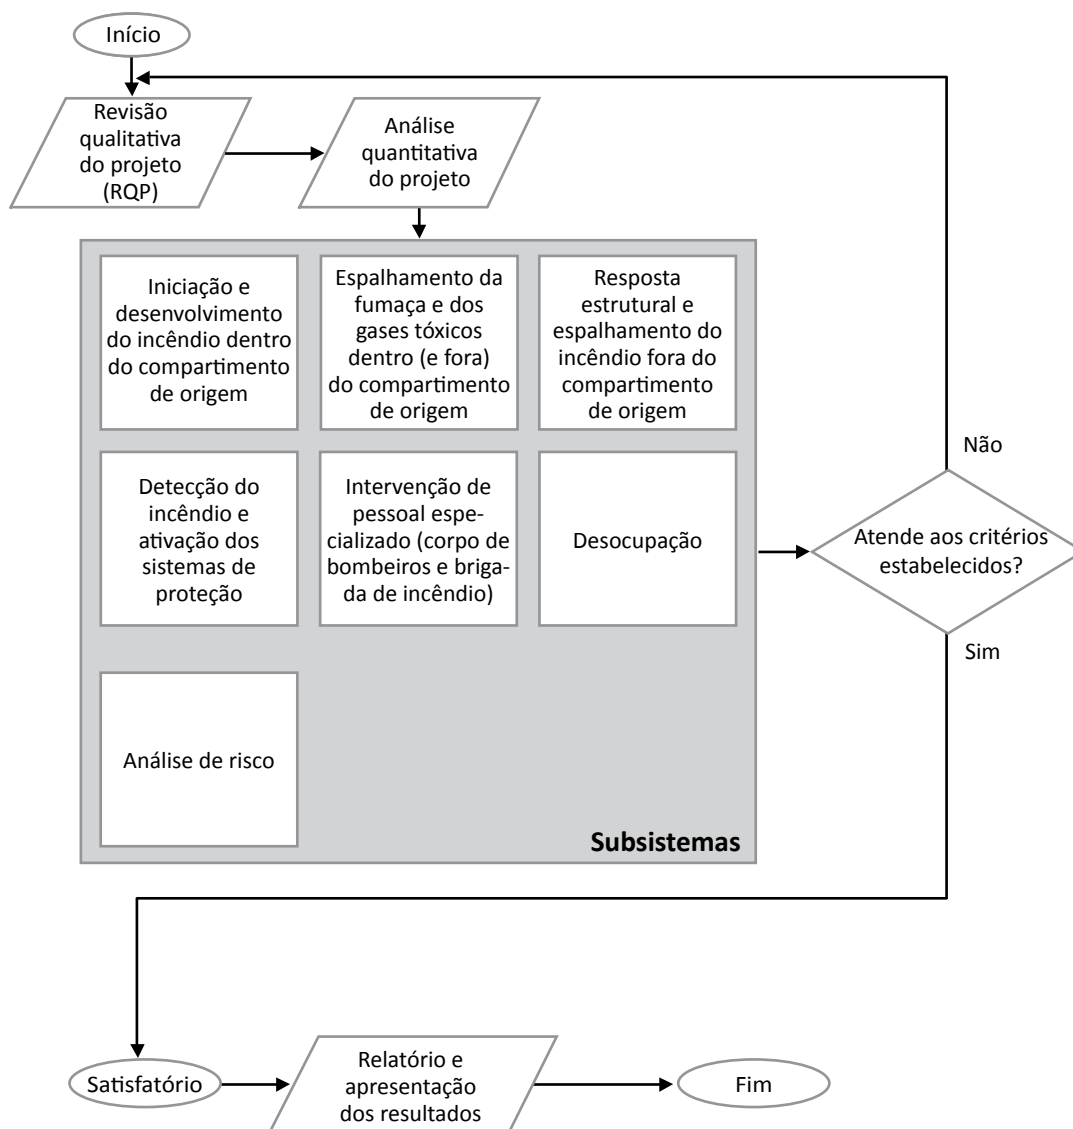 Início
Revisão
qualitativa
do projeto
(RQP)
Análise
quantitativa
do projeto
Iniciação e
desenvolvimento
do incêndio dentro
do compartimento
de origem
Espalhamento da
fumaça e dos
gases tóxicos
dentro (e fora)
do compartimento
de origem
Resposta
estrutural e
espalhamento do
incêndio fora do
compartimento
de origem
Detecção do
incêndio e
ativação dos
sistemas de
proteção
Intervenção de
pessoal espe-
cializado (corpo de
bombeiros e briga-
da de incêndio)
Desocupação
Análise de risco
Subsistemas
Não
Atende aos critérios
estabelecidos?
Sim
Satisfatório
Relatório e
apresentação
dos resultados
Fim